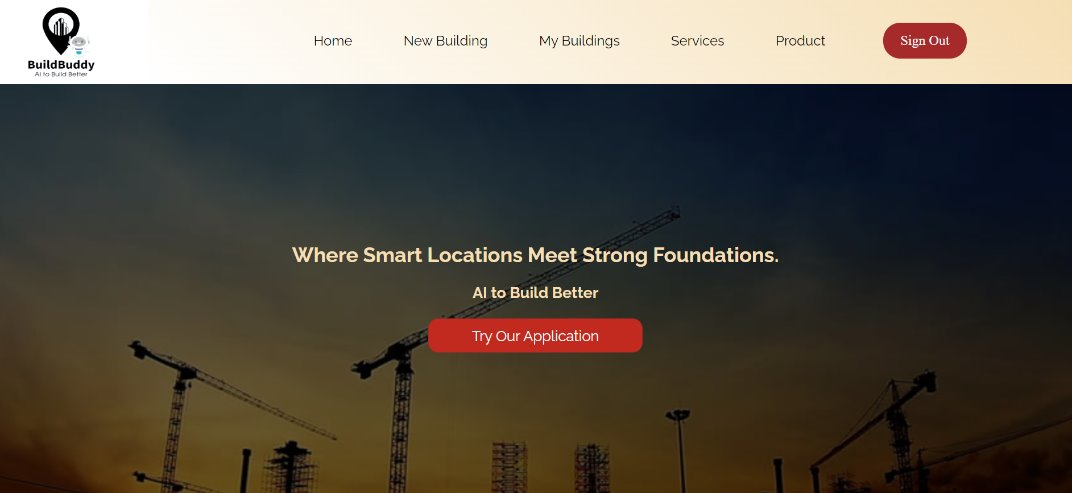 BuildBuddy
AI to Build Better
Home New Building My Buildings Services Product Sign Out
Where Smart Locations Meet Strong Foundations.
AI to Build Better
Try Our Application